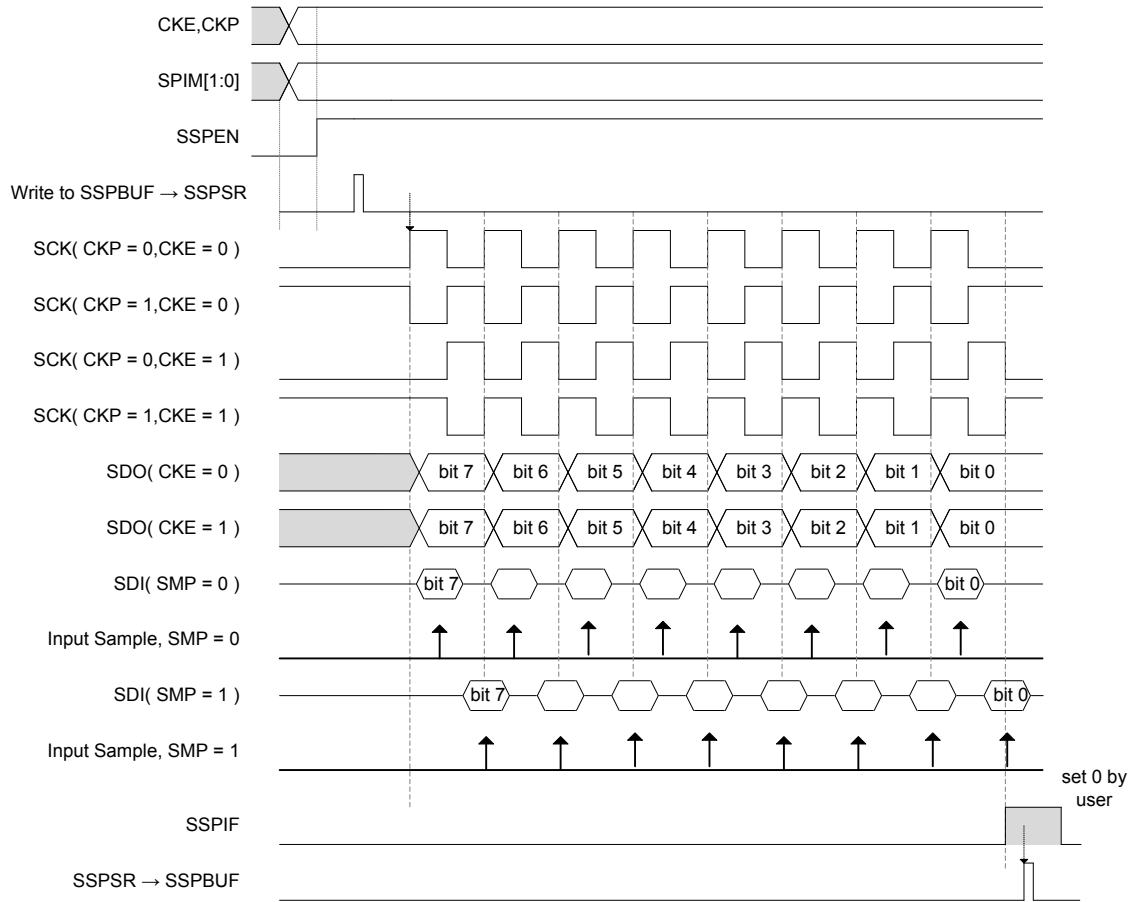 CKE,CKP
SPIM[1:0]
SSPEN
Write to SSPBUF → SSPSR
SCK( CKP = 0,CKE = 0 )
SCK( CKP = 1,CKE = 0 )
SCK( CKP = 0,CKE = 1 )
SCK( CKP = 1,CKE = 1 )
SDO( CKE = 0 ) bit 7 bit 6 bit 5 bit 4 bit 3 bit 2 bit 1 bit 0
SDO( CKE = 1 ) bit 7 bit 6 bit 5 bit 4 bit 3 bit 2 bit 1 bit 0
SDI( SMP = 0 ) bit 7 bit 0
Input Sample, SMP = 0
SDI( SMP = 1 ) bit 7 bit 0
Input Sample, SMP = 1
set 0 by
user
SSPIF
SSPSR → SSPBUF